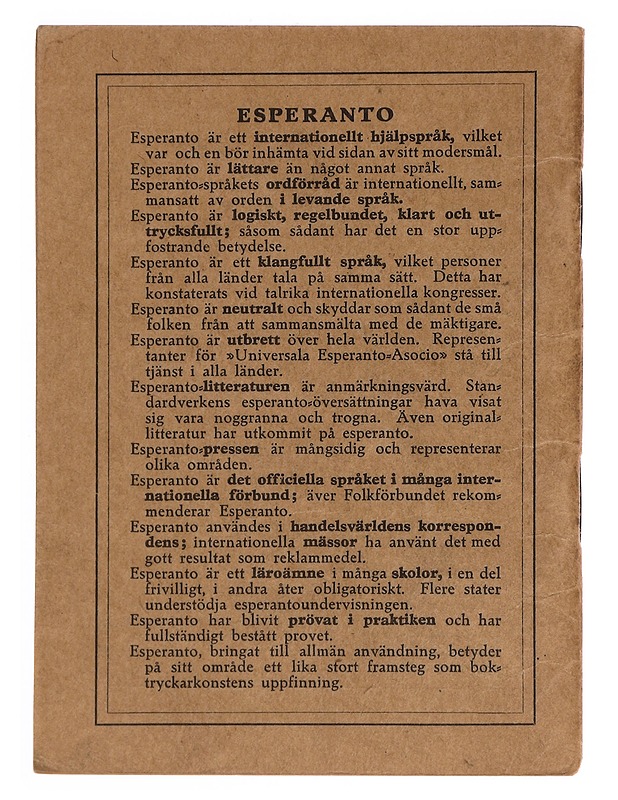 ESPERANTO
Esperanto är ett internationellt hjälpspråk, vilket
var och en bör inhämta vid sidan av sitt modersmål.
Esperanto är lättare än något annat språk.
Esperanto=språkets ordförråd är internationellt, sam=
mansatt av orden i levande språk.
Esperanto är logiskt, regelbundet, klart och ut-
trycksfullt; såsom sådant har det en stor upp=
fostrande betydelse.
Esperanto är ett klangfullt språk, vilket personer
från alla länder tala på samma sätt. Detta har
konstaterats vid talrika internationella kongresser.
Esperanto är neutralt och skyddar som sådant de små
folken från att sammansmälta med de mäktigare.
Esperanto är utbrett över hela världen. Represen=
tanter för »Universala Esperanto=Asocio» stå till
tjänst i alla länder.
Esperanto=litteraturen är anmärkningsvärd. Stan=
dardverkens esperanto=översättningar hava visat
sig vara noggranna och trogna. Även original=
litteratur har utkommit på esperanto.
Esperanto=pressen är mångsidig och representerar
olika områden.
Esperanto är det officiella språket i många inter-
nationella förbund; äver Folkförbundet rekom=
menderar Esperanto.
Esperanto användes i handelsvärldens korrespon-
dens; internationella mässor ha använt det med
gott resultat som reklammedel.
Esperanto är ett läroämne i många skolor, i en del
frivilligt, i andra åter obligatoriskt. Flere stater
understödja esperantoundervisningen.
Esperanto har blivit prövat i praktiken och har
fullständigt bestått provet.
Esperanto, bringat till allmän användning, betyder
på sitt område ett lika sfort framsteg som bok=
tryckarkonstens uppfinning.